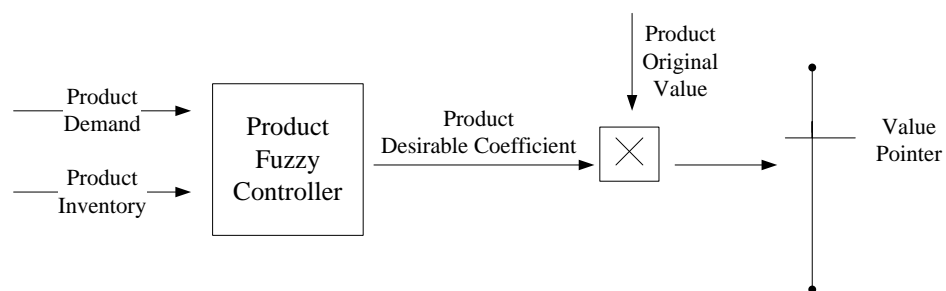 Product
Demand
Product
Inventory
Product
Fuzzy
Controller
Product
Desirable Coefficient
Product
Original
Value
Value
Pointer